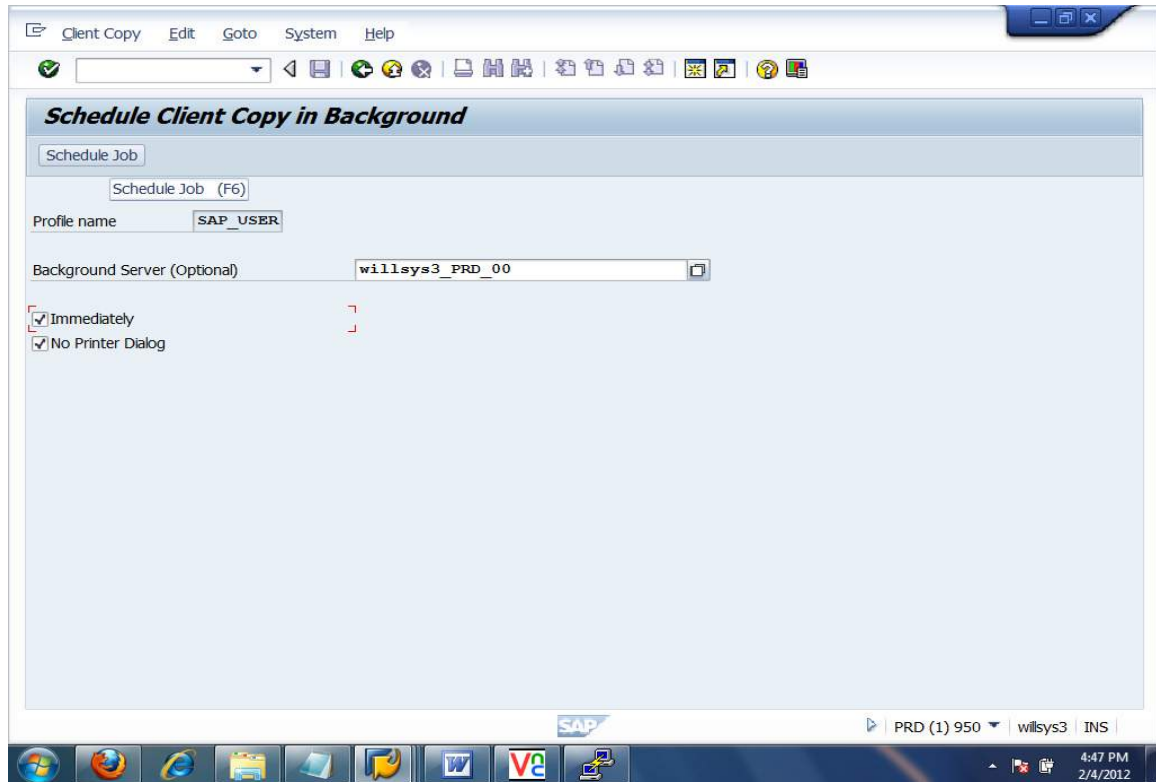 Client Copy Edit Goto System Help
Schedule Client Copy in Background
Schedule Job
Schedule Job (F6)
Profile name SAP_USER
Background Server (Optional) willsys3_PRD_00
Immediately
No Printer Dialog
SAP PRD (1) 950 willsys3 INS
W V2 4:47 PM
2/4/2012